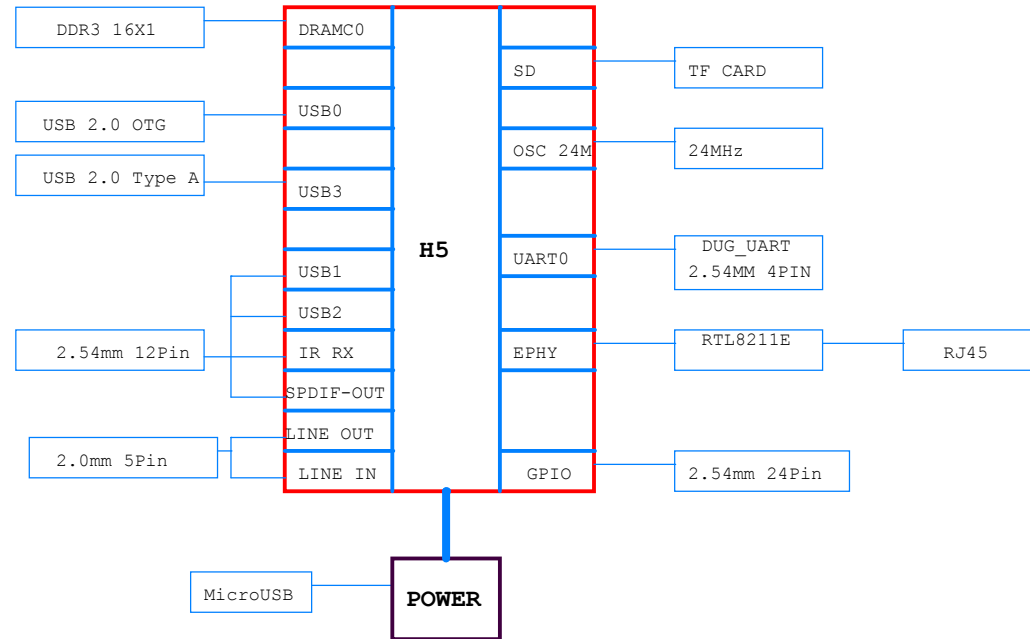 DDR3 16X1
DRAMC0
SD
TF CARD
USB 2.0 OTG
USB0
OSC 24M
24MHz
USB 2.0 Type A
USB3
H5
UART0
DUG_UART
2.54MM 4PIN
USB1
USB2
2.54mm 12Pin
IR RX
EPHY
RTL8211E
RJ45
SPDIF-OUT
LINE OUT
2.0mm 5Pin
LINE IN
GPIO
2.54mm 24Pin
MicroUSB
POWER